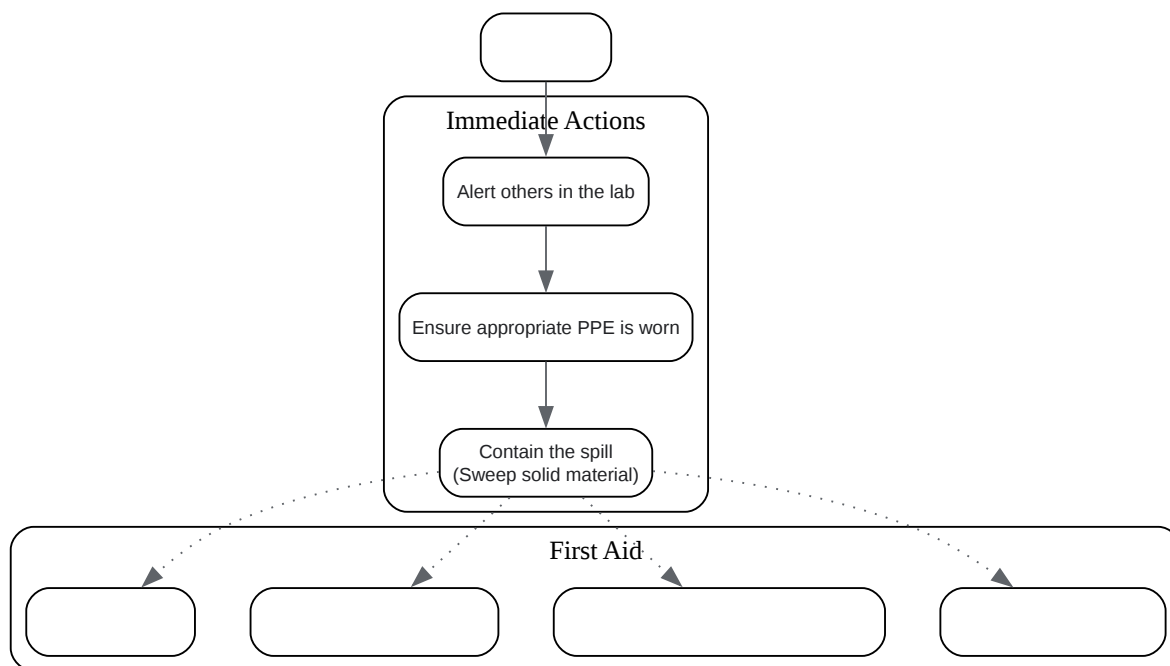 Immediate Actions
Alert others in the lab
Ensure appropriate PPE is worn
Contain the spill
(Sweep solid material)
First Aid